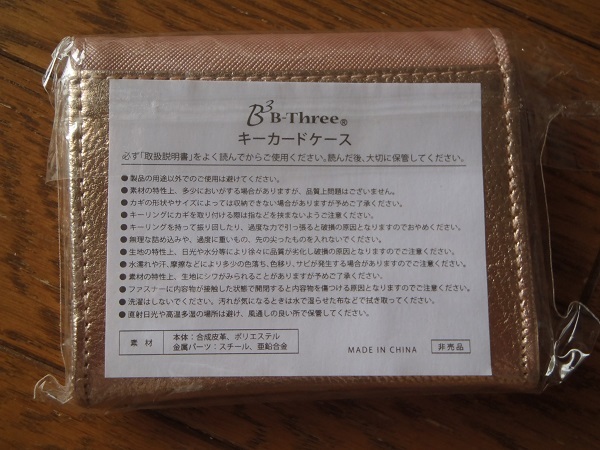 B³ B-Three®
キーカードケース
必ず「取扱説明書」をよく読んでからご使用ください。読んだ後、大切に保管してください。
● 製品の用途以外でのご使用は避けてください。
● 素材の特性上、多少においがする場合がありますが、品質上問題はございません。
● カギの形状やサイズによっては収納できない場合がありますが予めご了承ください。
● キーリングにカギを取り付ける際は指などを挟まないようご注意ください。
● キーリングを持って振り回したり、過度な力で引っ張ると破損の原因となりますのでおやめください。
● 無理な詰め込みや、過度に重いもの、先の尖ったものを入れないでください。
● 生地の特性上、日光や水分等により徐々に品質が劣化し破損の原因となりますのでご注意ください。
● 水濡れや汗、摩擦などにより多少の色落ち、色移り、サビが発生する場合がありますのでご注意ください。
● 素材の特性上、生地にシワがみられることがありますが予めご了承ください。
● ファスナーに内容物が接触した状態で開閉すると内容物を傷つける原因となりますのでご注意ください。
● 洗濯はしないでください。汚れが気になるときは水で湿らせた布などで拭き取ってください。
● 直射日光や高温多湿の場所は避け、風通しの良い所で保管してください。
素材
本体：合成皮革、ポリエステル
金属パーツ：スチール、亜鉛合金
MADE IN CHINA
非売品